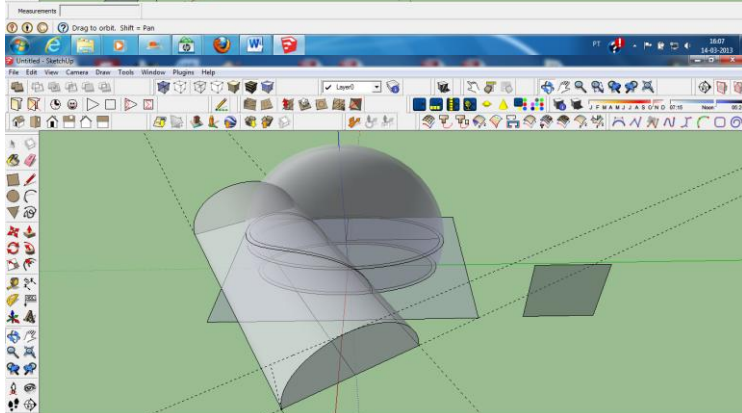 Measurements
Drag to orbit. Shift = Pan
PT 16:07
14-03-2013
Untitled - SketchUp
File Edit View Camera Draw Tools Window Plugins Help
Layer0
J F M A M J J A S O N D 07:15 Noon